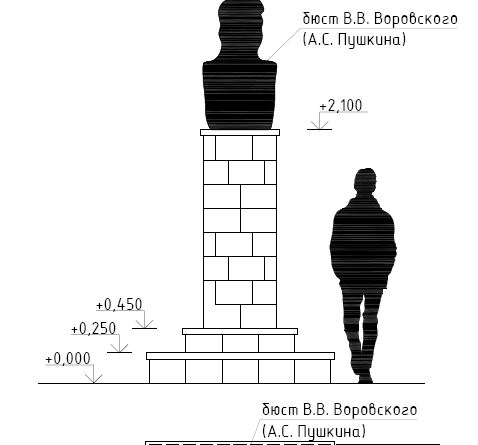 бюст В.В. Воровского
(А.С. Пушкина)
+2,100
+0,450
+0,250
+0,000
бюст В.В. Воровского
(А.С. Пушкина)